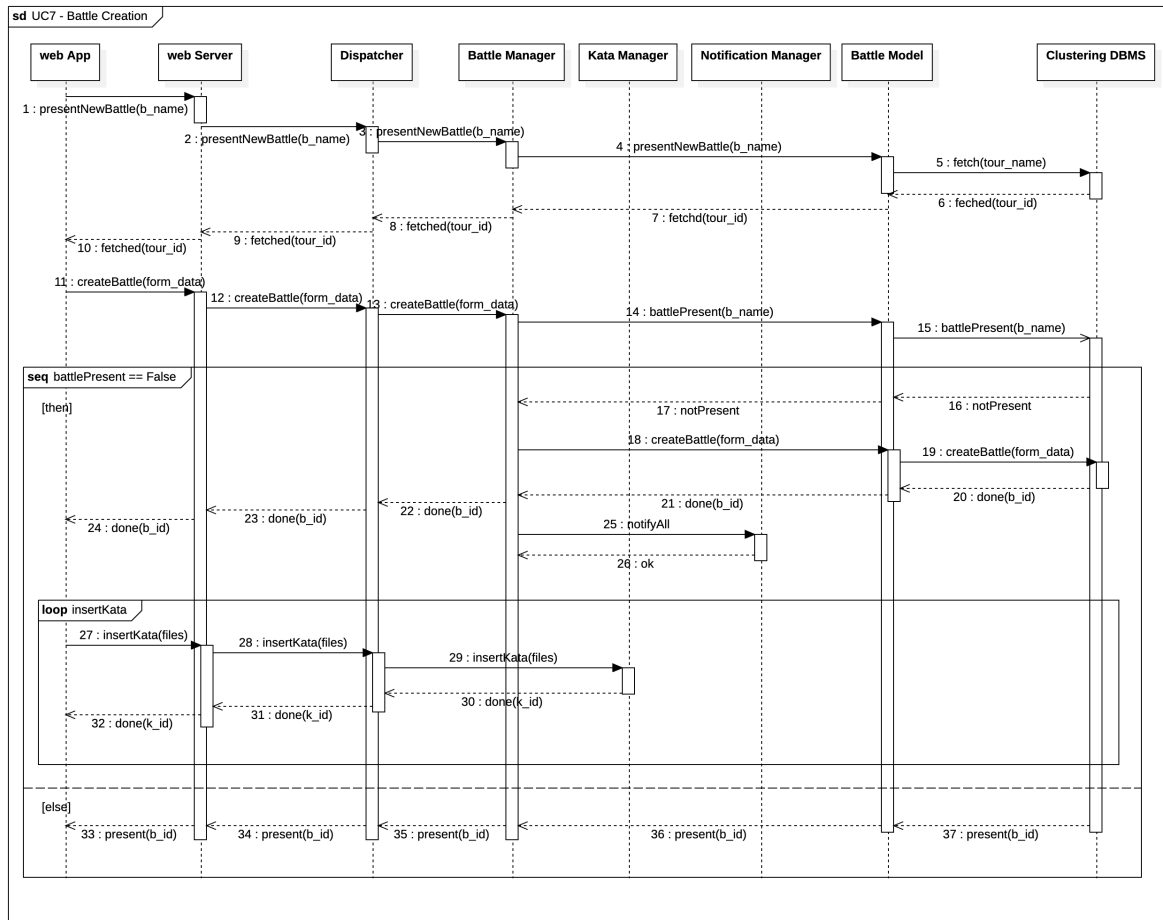 sd UC7 - Battle Creation
web App
web Server
Dispatcher
Battle Manager
Kata Manager
Notification Manager
Battle Model
Clustering DBMS
1 : presentNewBattle(b_name)
2 : presentNewBattle(b_name)
3 : presentNewBattle(b_name)
4 : presentNewBattle(b_name)
5 : fetch(tour_name)
6 : feched(tour_id)
7 : fetchd(tour_id)
8 : fetched(tour_id)
9 : fetched(tour_id)
10 : fetched(tour_id)
11 : createBattle(form_data)
12 : createBattle(form_data)
13 : createBattle(form_data)
14 : battlePresent(b_name)
15 : battlePresent(b_name)
seq battlePresent == False
[then]
16 : notPresent
17 : notPresent
18 : createBattle(form_data)
19 : createBattle(form_data)
20 : done(b_id)
21 : done(b_id)
22 : done(b_id)
23 : done(b_id)
24 : done(b_id)
25 : notifyAll
26 : ok
loop insertKata
27 : insertKata(files)
28 : insertKata(files)
29 : insertKata(files)
30 : done(k_id)
31 : done(k_id)
32 : done(k_id)
[else]
33 : present(b_id)
34 : present(b_id)
35 : present(b_id)
36 : present(b_id)
37 : present(b_id)